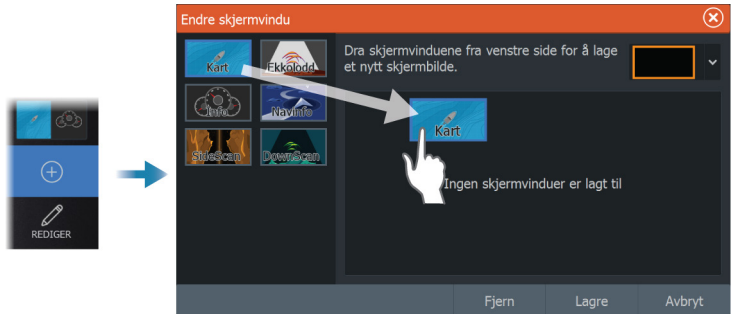 REDIGER
Endre skjermvindu
Kart
Ekkolodd
Info
Navinfo
SideScan
DownScan
Dra skjermvinduene fra venstre side for å lage
et nytt skjermbilde.
Kart
Ingen skjermvinduer er lagt til
Fjern
Lagre
Avbryt